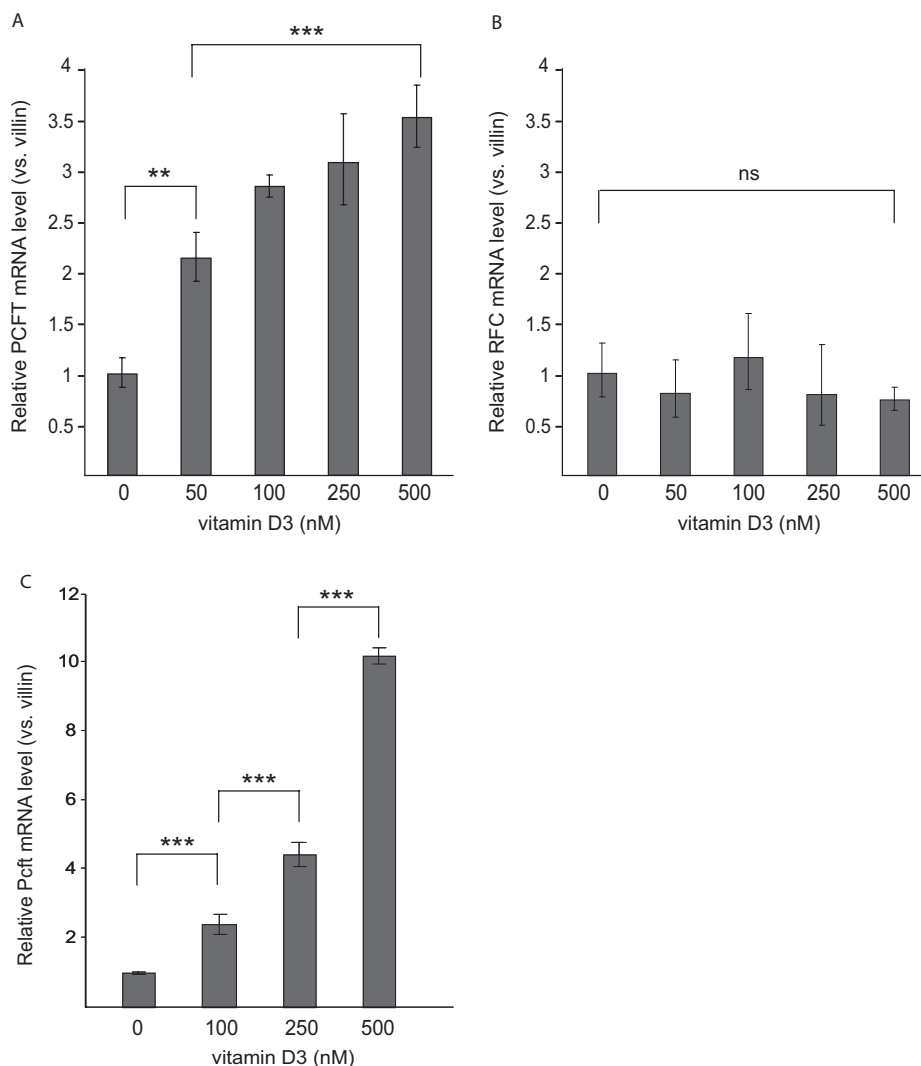 A
Relative PCFT mRNA level (vs. villin)
4
3.5
3
2.5
2
1.5
1
0.5
**
***
0 50 100 250 500
vitamin D3 (nM)
B
Relative RFC mRNA level (vs. villin)
4
3.5
3
2.5
2
1.5
1
0.5
ns
0 50 100 250 500
vitamin D3 (nM)
C
Relative Pcft mRNA level (vs. villin)
12
10
8
6
4
2
***
***
***
0 100 250 500
vitamin D3 (nM)